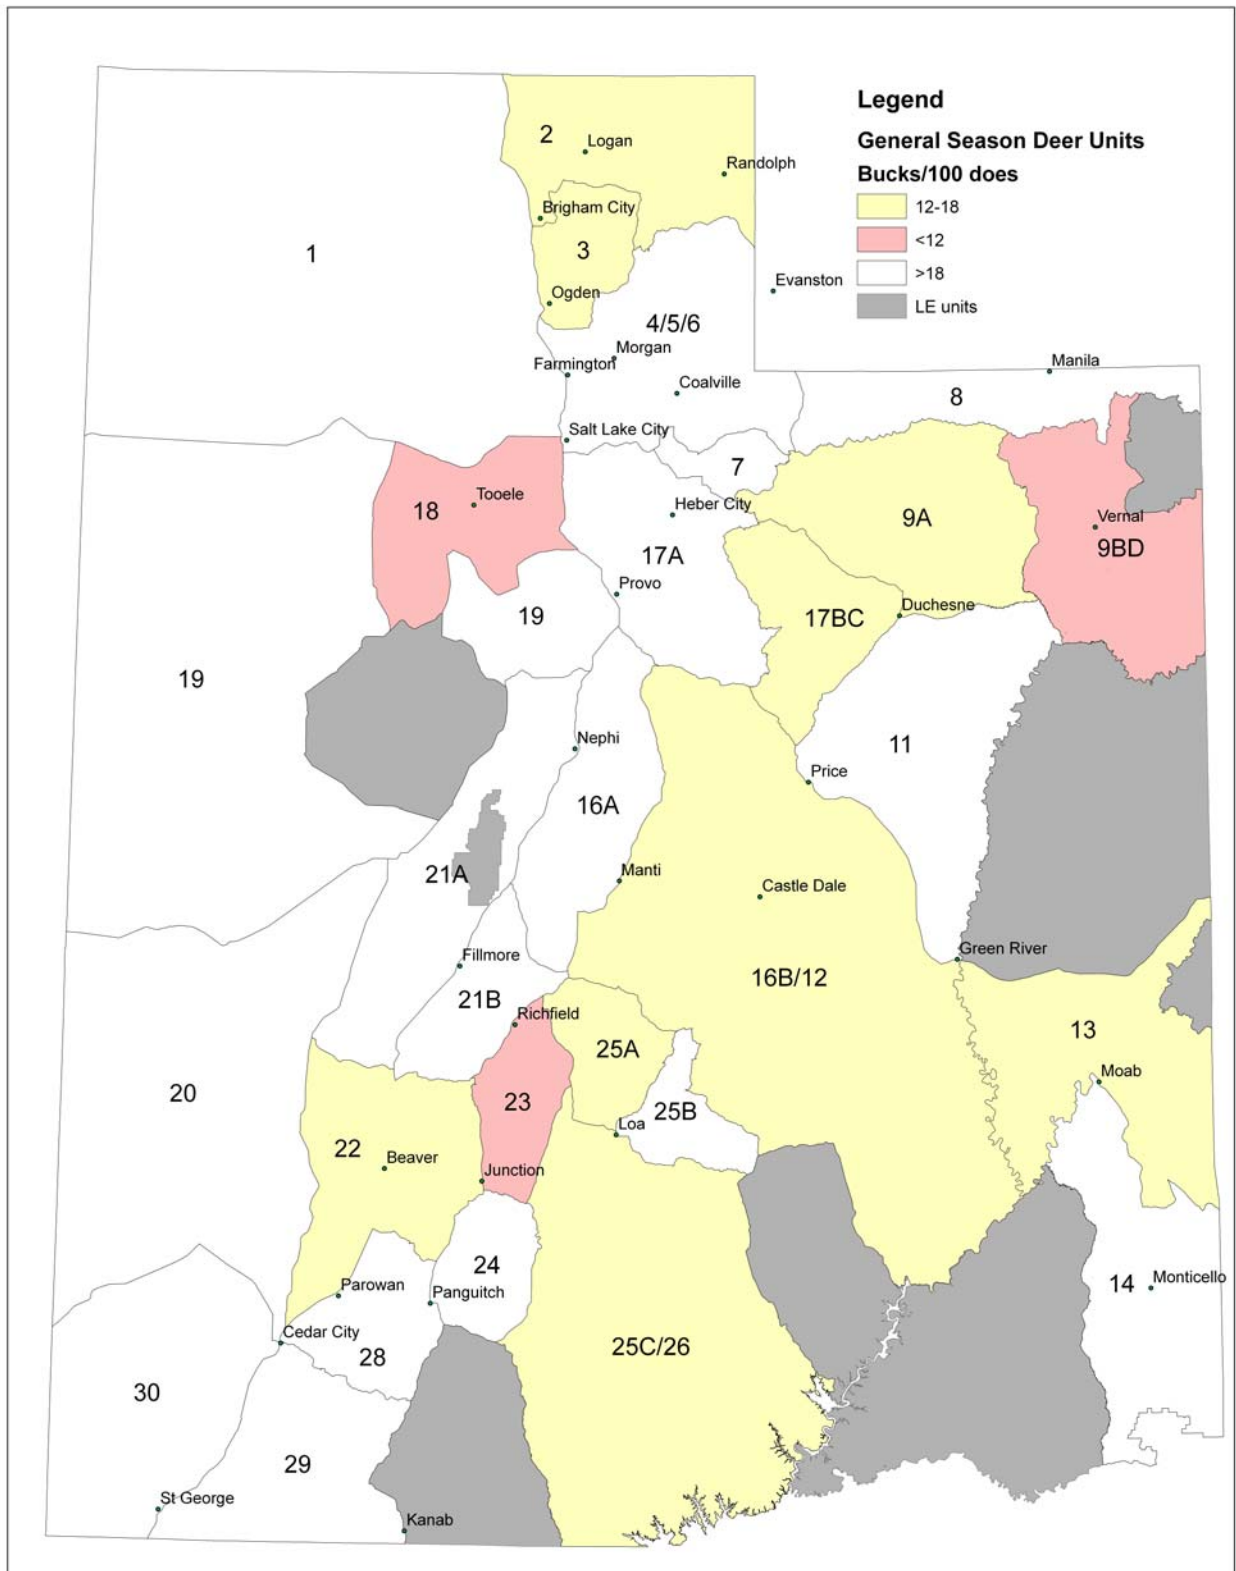 Legend
General Season Deer Units
Bucks/100 does
12-18
<12
>18
LE units
2
Logan
Randolph
Brigham City
3
1
Ogden
Evanston
4/5/6
Morgan
Farmington
Manila
Coalville
8
Salt Lake City
7
Tooele
18
Heber City
9A
Vernal
9BD
17A
Provo
Duchesne
17BC
19
19
Nephi
11
Price
16A
Manti
21A
Castle Dale
Fillmore
Green River
16B/12
21B
Richfield
13
25A
Moab
20
23
25B
Loa
22
Beaver
Junction
24
Parowan
Panguitch
14
Monticello
Cedar City
28
25C/26
30
29
St George
Kanab